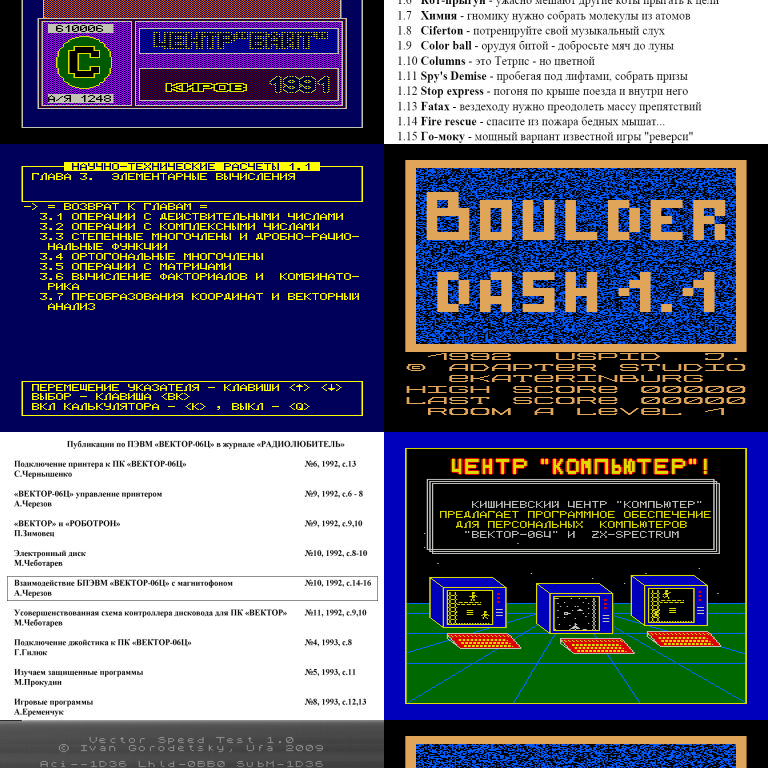 610006
ЦЕНТР "ВАЙТ"
С
КИРОВ 1991
А/Я 1248
1.7 Химия - гномику нужно собрать молекулы из атомов
1.8 Ciferton - потренируйте свой музыкальный слух
1.9 Color ball - орудуя битой - добросьте мяч до луны
1.10 Columns - это Тетрис - но цветной
1.11 Spy's Demise - пробегая под лифтами, собрать призы
1.12 Stop express - погоня по крыше поезда и внутри него
1.13 Fatax - вездеходу нужно преодолеть массу препятствий
1.14 Fire rescue - спасите из пожара бедных мышат...
1.15 Го-моку - мощный вариант известной игры "реверси"
НАУЧНО-ТЕХНИЧЕСКИЕ РАСЧЕТЫ 1.1
ГЛАВА 3. ЭЛЕМЕНТАРНЫЕ ВЫЧИСЛЕНИЯ
-> = ВОЗВРАТ К ГЛАВАМ =
3.1 ОПЕРАЦИИ С ДЕЙСТВИТЕЛЬНЫМИ ЧИСЛАМИ
3.2 ОПЕРАЦИИ С КОМПЛЕКСНЫМИ ЧИСЛАМИ
3.3 СТЕПЕННЫЕ МНОГОЧЛЕНЫ И ДРОБНО-РАЦИО-
НАЛЬНЫЕ ФУНКЦИИ
3.4 ОРТОГОНАЛЬНЫЕ МНОГОЧЛЕНЫ
3.5 ОПЕРАЦИИ С МАТРИЦАМИ
3.6 ВЫЧИСЛЕНИЕ ФАКТОРИАЛОВ И КОМБИНАТО-
РИКА
3.7 ПРЕОБРАЗОВАНИЯ КООРДИНАТ И ВЕКТОРНЫЙ
АНАЛИЗ
ПЕРЕМЕЩЕНИЕ УКАЗАТЕЛЯ - КЛАВИШИ <↑> <↓>
ВЫБОР - КЛАВИША <ВК>
ВКЛ КАЛЬКУЛЯТОРА - <К> , ВЫКЛ - <Q>
BOULDER
DASH 1.1
1992 USPID J.
© ADAPTER STUDIO
EKATERINBURG
HIGH SCORE 00000
LAST SCORE 00000
ROOM A LEVEL 1
Публикации по ПЭВМ «ВЕКТОР-06Ц» в журнале «РАДИОЛЮБИТЕЛЬ»
Подключение принтера к ПК «ВЕКТОР-06Ц» №6, 1992, с.13
С.Чернышенко
«ВЕКТОР-06Ц» управление принтером №9, 1992, с.6 - 8
А.Черезов
«ВЕКТОР» и «РОБОТРОН» №9, 1992, с.9,10
П.Зимовец
Электронный диск №10, 1992, с.8-10
М.Чеботарев
Взаимодействие БПЭВМ «ВЕКТОР-06Ц» с магнитофоном №10, 1992, с.14-16
А.Черезов
Усовершенствованная схема контроллера дисковода для ПК «ВЕКТОР» №11, 1992, с.9,10
М.Чеботарев
Подключение джойстика к ПК «ВЕКТОР-06Ц» №4, 1993, с.8
Г.Гилюк
Изучаем защищенные программы №5, 1993, с.11
М.Прокудин
Игровые программы №8, 1993, с.12,13
А.Еременчук
ЦЕНТР "КОМПЬЮТЕР"!
КИШИНЕВСКИЙ ЦЕНТР "КОМПЬЮТЕР"
ПРЕДЛАГАЕТ ПРОГРАММНОЕ ОБЕСПЕЧЕНИЕ
ДЛЯ ПЕРСОНАЛЬНЫХ КОМПЬЮТЕРОВ
"ВЕКТОР-06Ц" И ZX-SPECTRUM
Vector Speed Test 1.0
© Ivan Gorodetsky, Ufa 2009
Aci--1D36 Lhld-0BB0 SubM-1D36